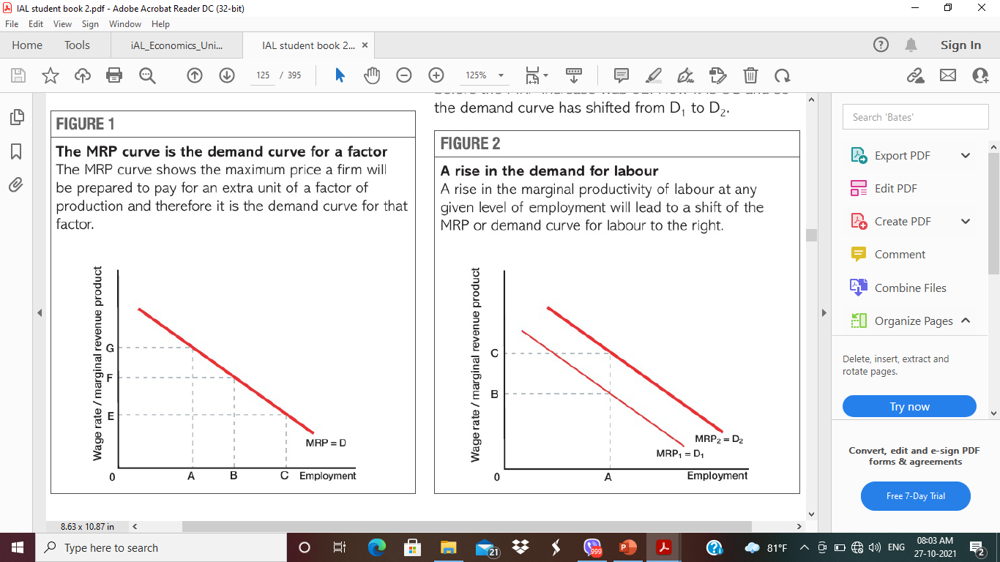 IAL student book 2.pdf - Adobe Acrobat Reader DC (32-bit)
File Edit View Sign Window Help
Home Tools iAL_Economics_Uni... IAL student book 2... × Sign In
125 / 395 125%
the demand curve has shifted from D₁ to D₂.
FIGURE 1
The MRP curve is the demand curve for a factor
The MRP curve shows the maximum price a firm will
be prepared to pay for an extra unit of a factor of
production and therefore it is the demand curve for that
factor.
Wage rate / marginal revenue product
G
F
E
MRP = D
0 A B C Employment
FIGURE 2
A rise in the demand for labour
A rise in the marginal productivity of labour at any
given level of employment will lead to a shift of the
MRP or demand curve for labour to the right.
Wage rate / marginal revenue product
C
B
MRP₂ = D₂
MRP₁ = D₁
0 A Employment
8.63 x 10.87 in
Search 'Bates'
Export PDF
Edit PDF
Create PDF
Comment
Combine Files
Organize Pages
Delete, insert, extract and
rotate pages.
Try now
Convert, edit and e-sign PDF
forms & agreements
Free 7-Day Trial
Type here to search
21
999
81°F
ENG
08:03 AM
27-10-2021
2